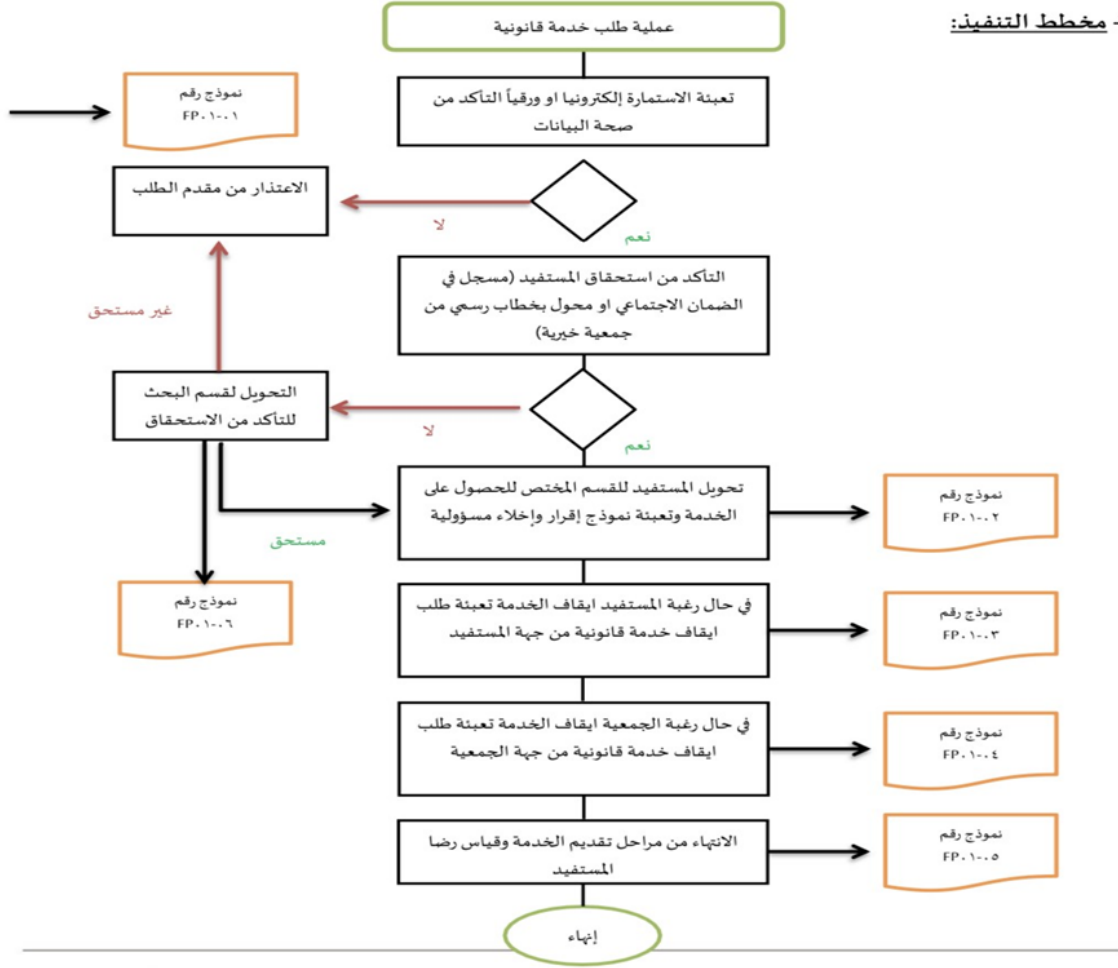 - مخطط التنفيذ:
عملية طلب خدمة قانونية
تعبئة الاستمارة إلكترونيا او ورقياً التأكد من
صحة البيانات
نموذج رقم
FP٠١-٠١
الاعتذار من مقدم الطلب
لا
نعم
التأكد من استحقاق المستفيد (مسجل في
الضمان الاجتماعي او محول بخطاب رسمي من
جمعية خيرية)
غير مستحق
التحويل لقسم البحث
للتأكد من الاستحقاق
لا
نعم
تحويل المستفيد للقسم المختص للحصول على
الخدمة وتعبئة نموذج إقرار وإخلاء مسؤولية
نموذج رقم
FP٠١-٠٢
مستحق
نموذج رقم
FP٠١-٠٦
في حال رغبة المستفيد ايقاف الخدمة تعبئة طلب
ايقاف خدمة قانونية من جهة المستفيد
نموذج رقم
FP٠١-٠٣
في حال رغبة الجمعية ايقاف الخدمة تعبئة طلب
ايقاف خدمة قانونية من جهة الجمعية
نموذج رقم
FP٠١-٠٤
الانتهاء من مراحل تقديم الخدمة وقياس رضا
المستفيد
نموذج رقم
FP٠١-٠٥
إنهاء